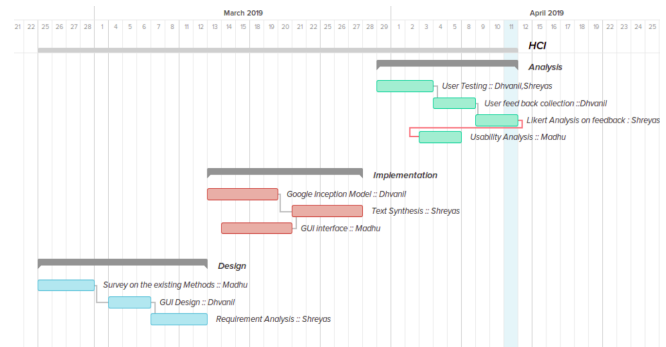 March 2019 April 2019
21 22 25 26 27 28 1 4 5 6 7 8 11 12 13 14 15 18 19 20 21 22 25 26 27 28 29 1 2 3 4 5 8 9 10 11 12 15 16 17 18 19 22 23 24 25
HCI
Analysis
User Testing :: Dhvanil,Shreyas
User feed back collection ::Dhvanil
Likert Analysis on feedback : Shreyas
Usability Analysis :: Madhu
Implementation
Google Inception Model :: Dhvanil
Text Synthesis :: Shreyas
GUI interface :: Madhu
Design
Survey on the existing Methods :: Madhu
GUI Design :: Dhvanil
Requirement Analysis :: Shreyas